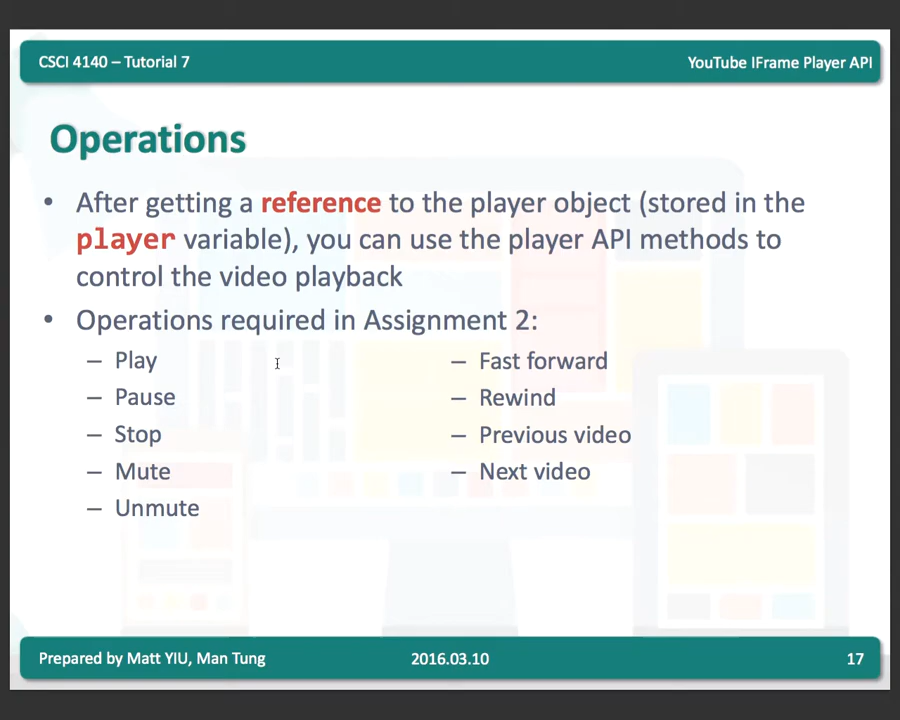 CSCI 4140 – Tutorial 7
YouTube IFrame Player API
Operations
• After getting a reference to the player object (stored in the
player variable), you can use the player API methods to
control the video playback
• Operations required in Assignment 2:
– Play
– Pause
– Stop
– Mute
– Unmute
– Fast forward
– Rewind
– Previous video
– Next video
Prepared by Matt YIU, Man Tung
2016.03.10
17